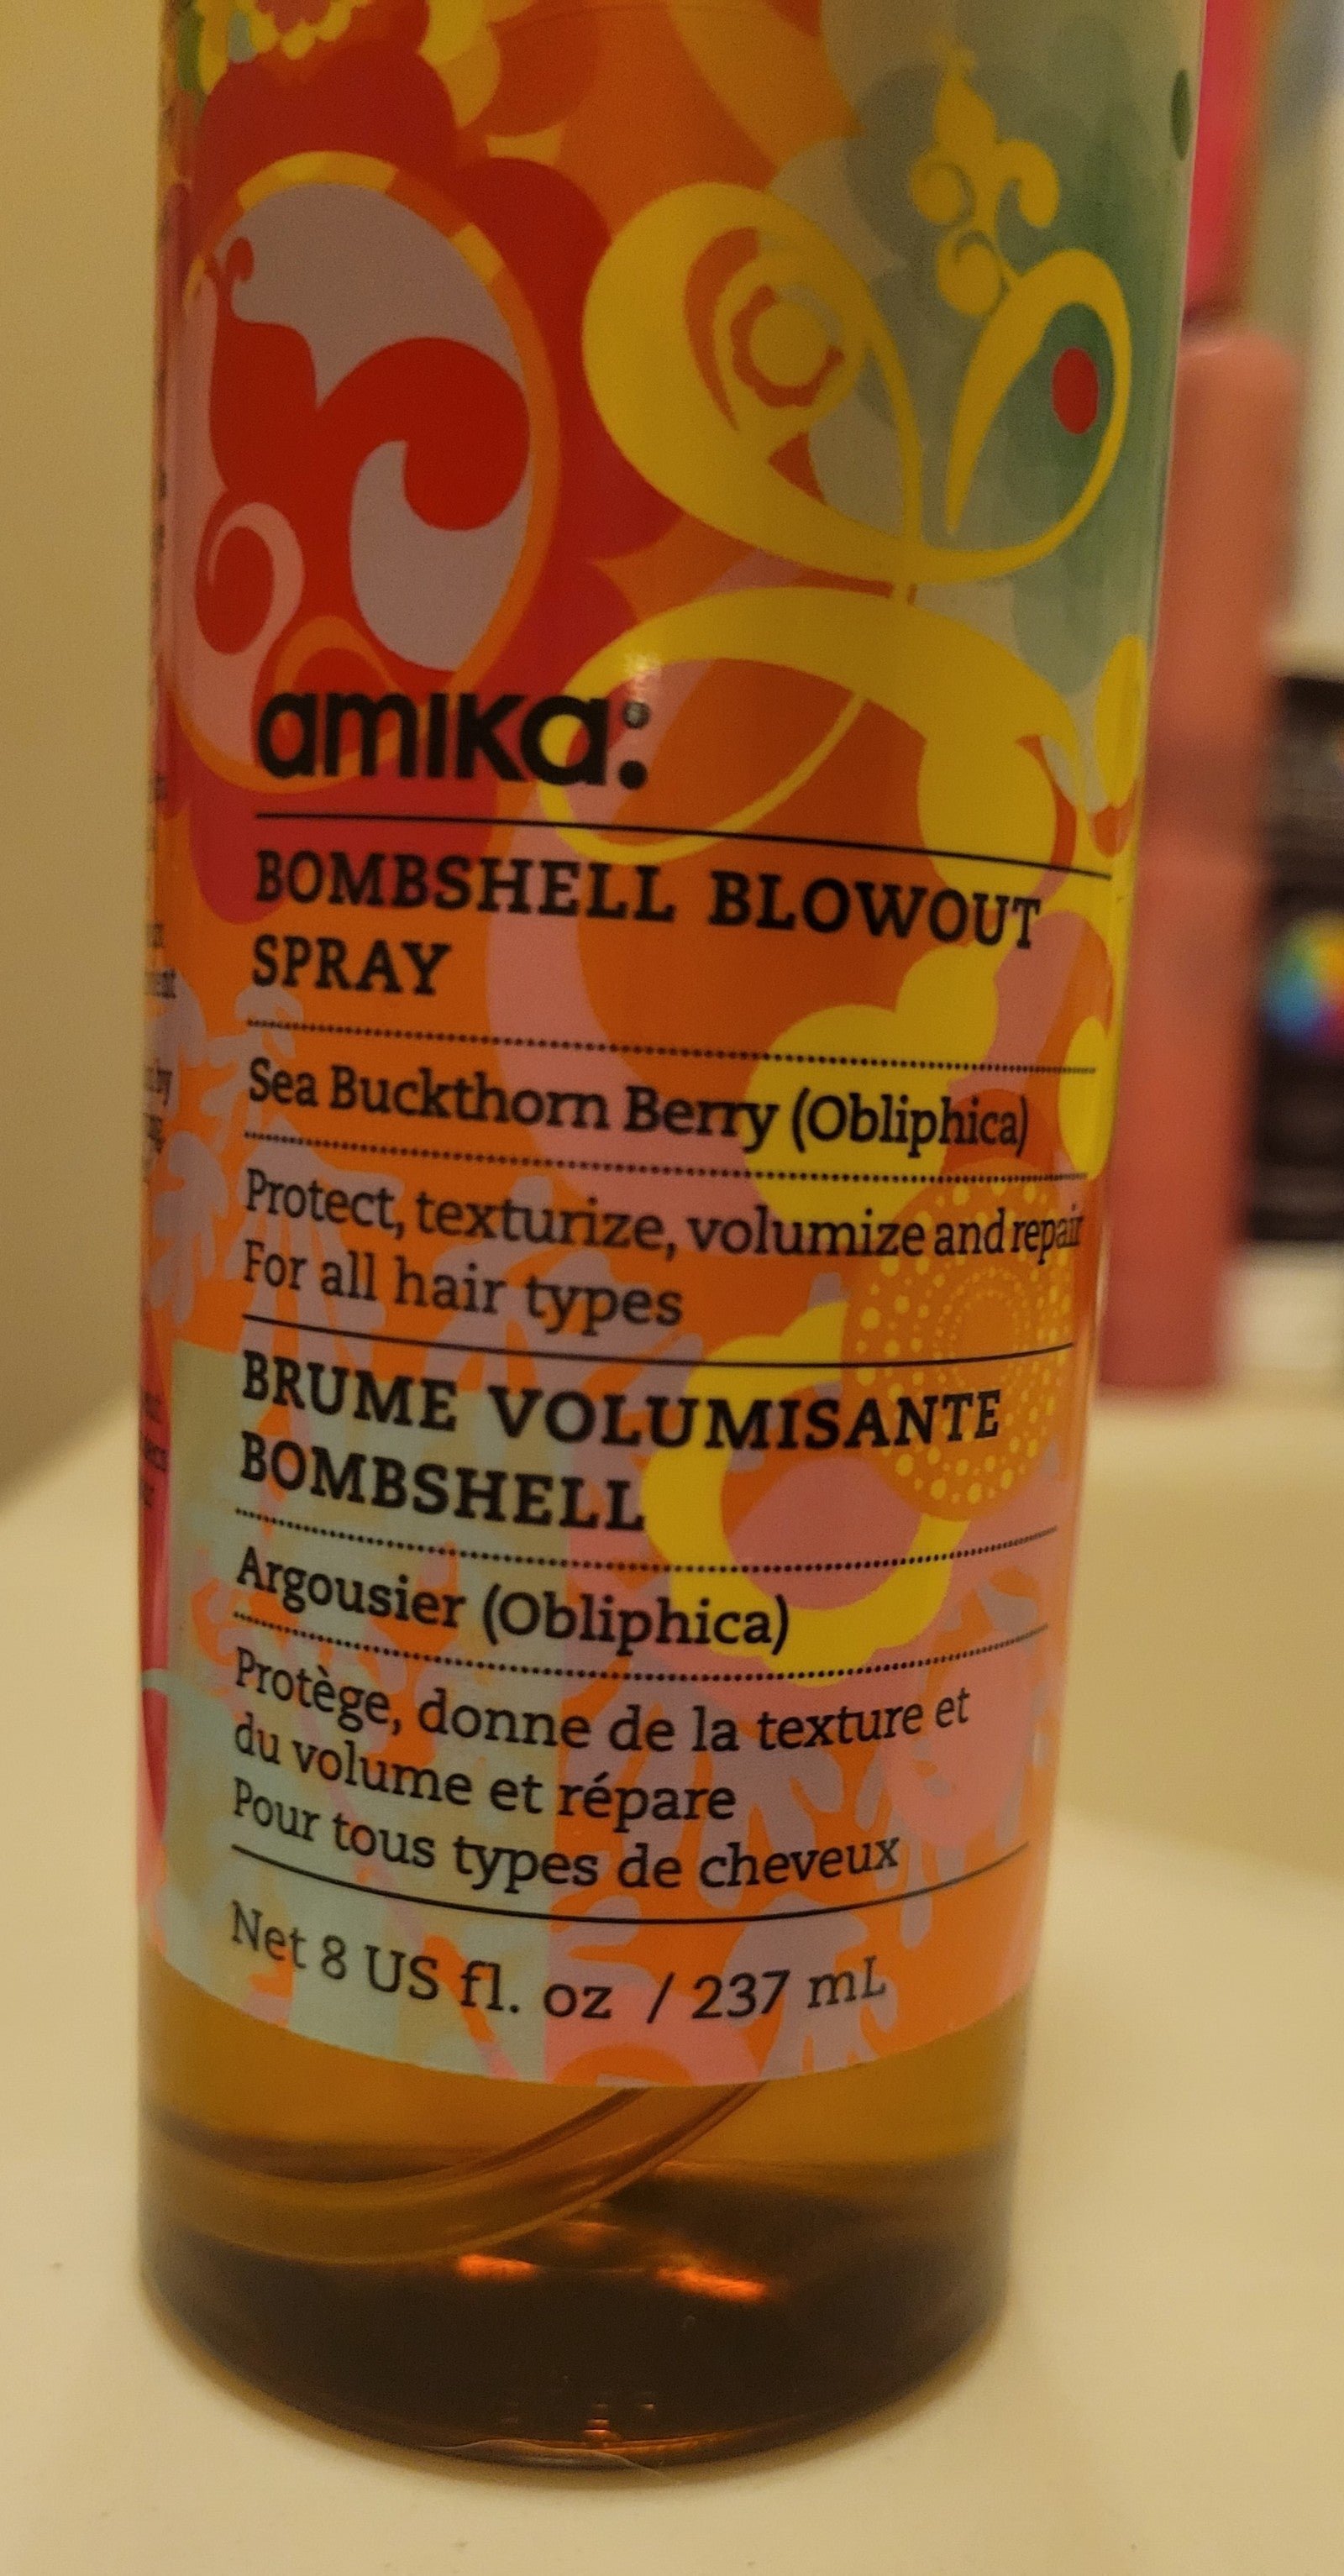 amika:
BOMBSHELL BLOWOUT
SPRAY
Sea Buckthorn Berry (Obliphica)
Protect, texturize, volumize and repair
For all hair types
BRUME VOLUMISANTE
BOMBSHELL
Argousier (Obliphica)
Protège, donne de la texture et
du volume et répare
Pour tous types de cheveux
Net 8 US fl. oz / 237 mL